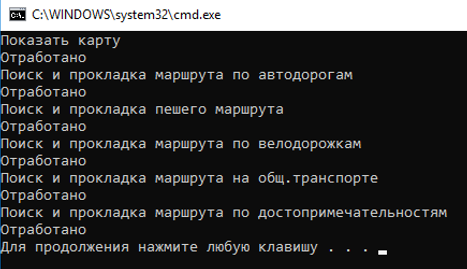 C:\WINDOWS\system32\cmd.exe
Показать карту
Отработано
Поиск и прокладка маршрута по автодорогам
Отработано
Поиск и прокладка пешего маршрута
Отработано
Поиск и прокладка маршрута по велодорожкам
Отработано
Поиск и прокладка маршрута на общ.транспорте
Отработано
Поиск и прокладка маршрута по достопримечательностям
Отработано
Для продолжения нажмите любую клавишу . . .